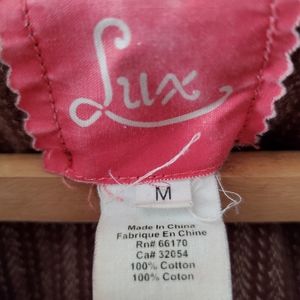 Lux
M
Made In China
Fabrique En Chine
Rn# 66170
Ca# 32054
100% Cotton
100% Coton